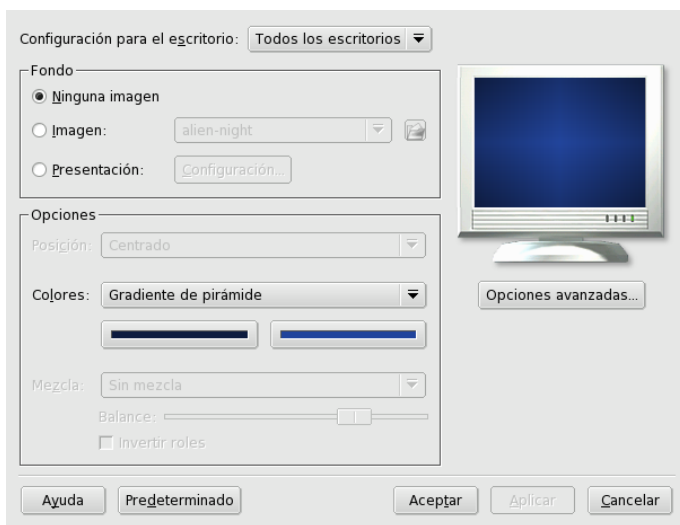 Configuración para el escritorio: Todos los escritorios
Fondo
Ninguna imagen
Imagen: alien-night
Presentación: Configuración...
Opciones
Posición: Centrado
Colores: Gradiente de pirámide
Opciones avanzadas...
Mezcla: Sin mezcla
Balance:
Invertir roles
Ayuda Predeterminado Aceptar Aplicar Cancelar